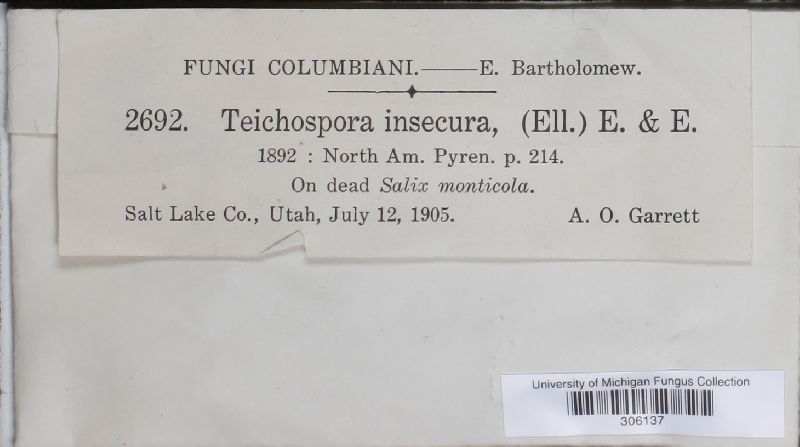 FUNGI COLUMBIANI.——E. Bartholomew.
2692. Teichospora insecura, (Ell.) E. & E.
1892 : North Am. Pyren. p. 214.
On dead Salix monticola.
Salt Lake Co., Utah, July 12, 1905. A. O. Garrett
University of Michigan Fungus Collection
306137